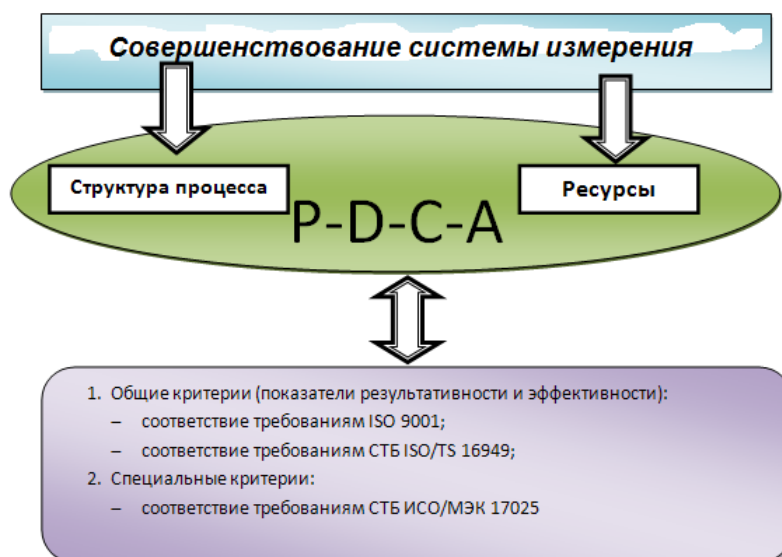 Совершенствование системы измерения
Структура процесса
Ресурсы
P-D-C-A
1. Общие критерии (показатели результативности и эффективности):
– соответствие требованиям ISO 9001;
– соответствие требованиям СТБ ISO/TS 16949;
2. Специальные критерии:
– соответствие требованиям СТБ ИСО/МЭК 17025